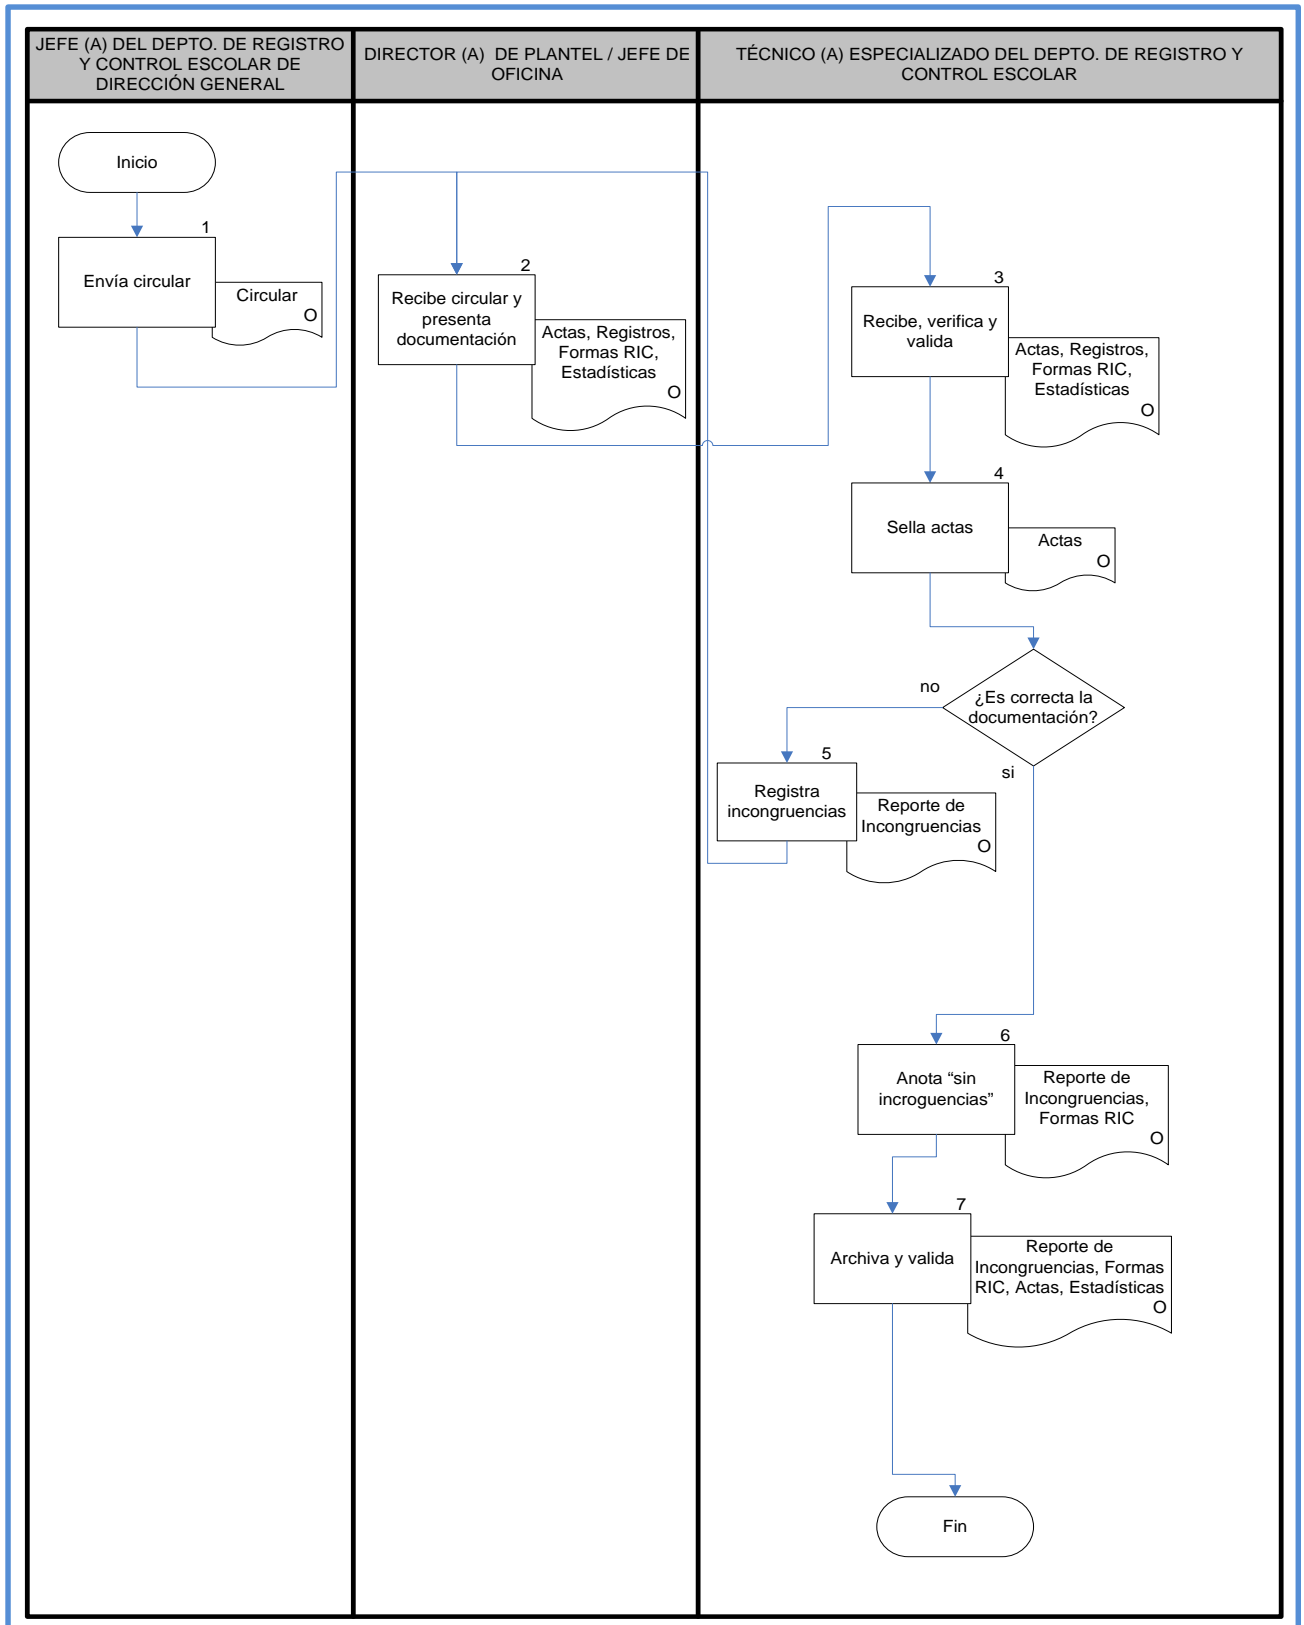 JEFE (A) DEL DEPTO. DE REGISTRO
Y CONTROL ESCOLAR DE
DIRECCIÓN GENERAL
DIRECTOR (A)  DE PLANTEL / JEFE DE
OFICINA
TÉCNICO (A) ESPECIALIZADO DEL DEPTO. DE REGISTRO Y
CONTROL ESCOLAR
Inicio
1
Envía circular
Circular
O
2
Recibe circular y
presenta
documentación
Actas, Registros,
Formas RIC,
Estadísticas
O
3
Recibe, verifica y
valida
Actas, Registros,
Formas RIC,
Estadísticas
O
4
Sella actas
Actas
O
¿Es correcta la
documentación?
no
si
5
Registra
incongruencias
Reporte de
Incongruencias
O
6
Anota “sin
incroguencias”
Reporte de
Incongruencias,
Formas RIC
O
7
Archiva y valida
Reporte de
Incongruencias, Formas
RIC, Actas, Estadísticas
O
Fin